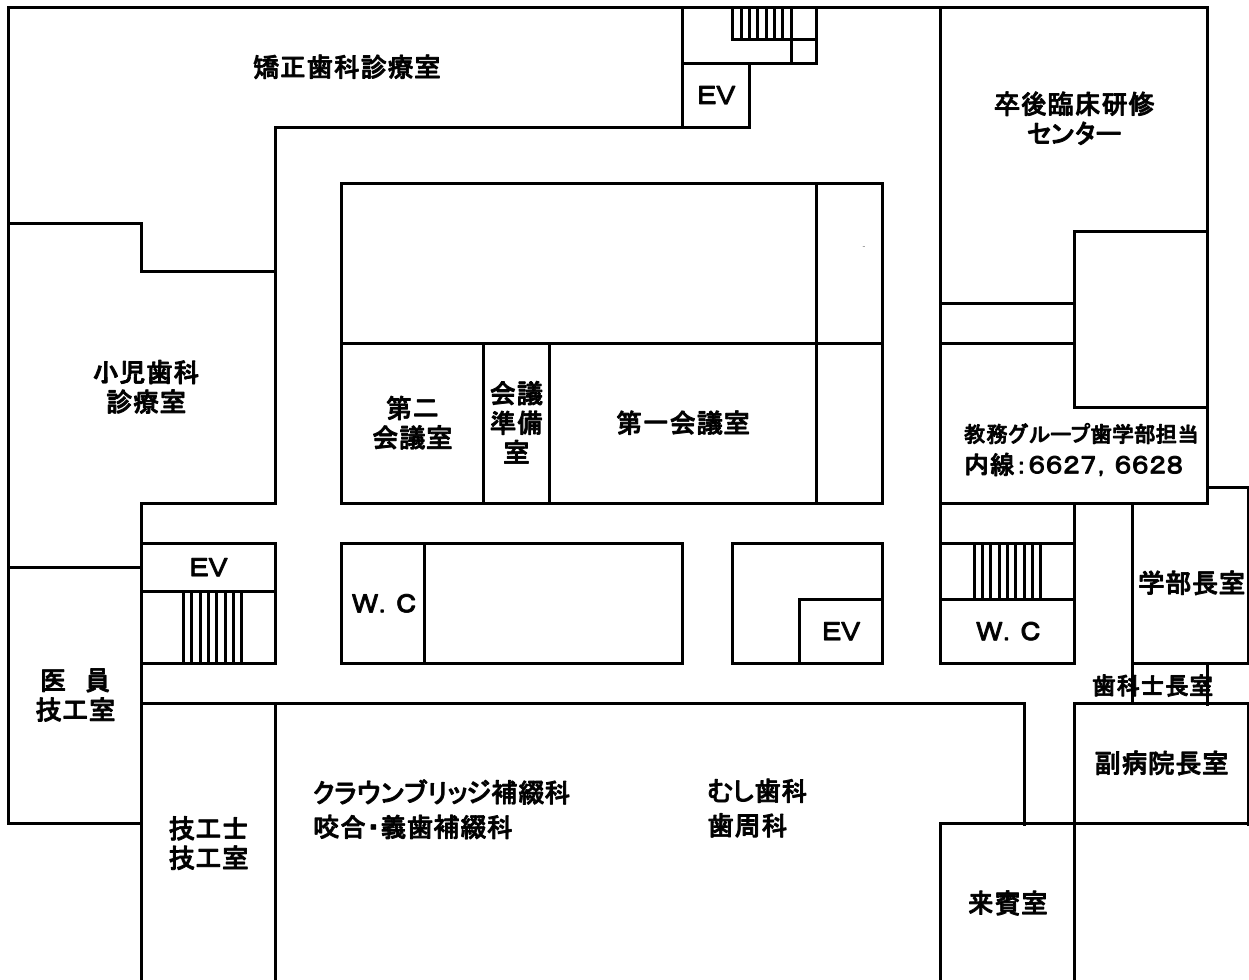 矯正歯科診療室
EV
卒後臨床研修
センター
小児歯科
診療室
第二
会議室
会議
準備
室
第一会議室
教務グループ歯学部担当
内線：6627，6628
EV
W．C
EV
W．C
学部長室
医　員
技工室
歯科士長室
副病院長室
クラウンブリッジ補綴科
咬合・義歯補綴科
むし歯科
歯周科
技工士
技工室
来賓室